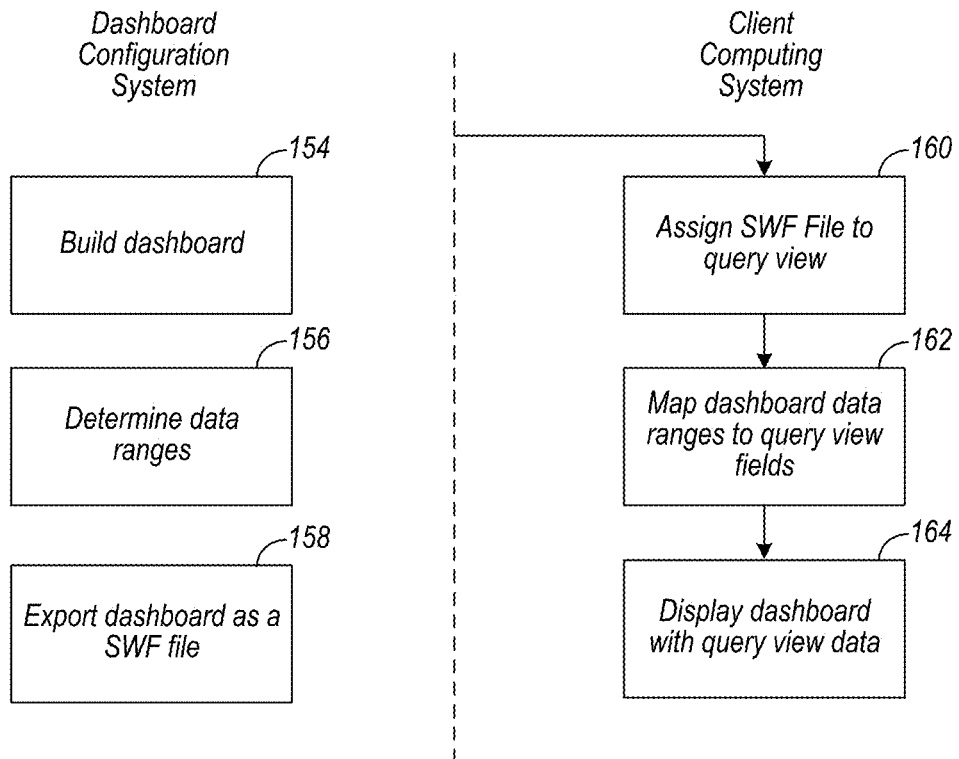 Dashboard
Configuration
System
154
Build dashboard
156
Determine data
ranges
158
Export dashboard as a
SWF file
Client
Computing
System
160
Assign SWF File to
query view
162
Map dashboard data
ranges to query view
fields
164
Display dashboard
with query view data